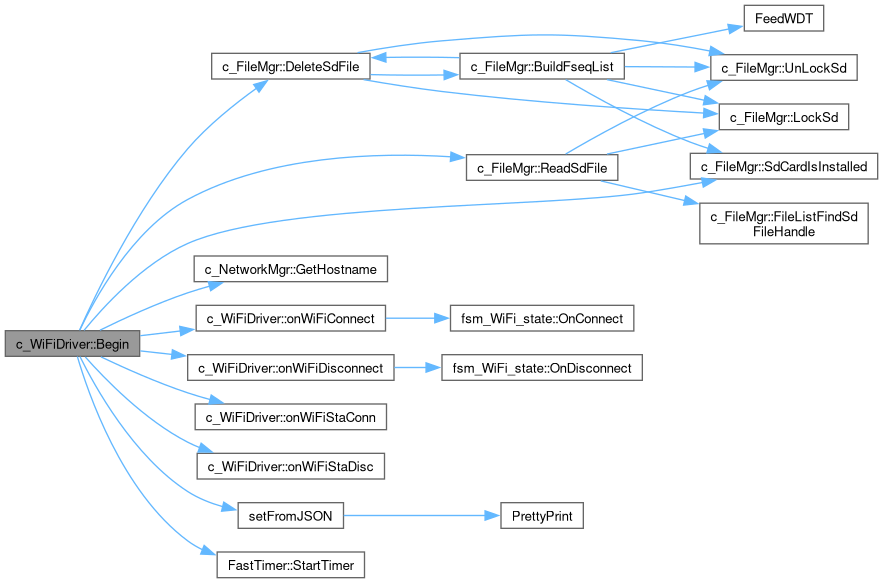 FeedWDT
c_FileMgr::DeleteSdFile
c_FileMgr::BuildFseqList
c_FileMgr::UnLockSd
c_FileMgr::LockSd
c_FileMgr::ReadSdFile
c_FileMgr::SdCardIsInstalled
c_FileMgr::FileListFindSd
FileHandle
c_NetworkMgr::GetHostname
c_WiFiDriver::onWiFiConnect
fsm_WiFi_state::OnConnect
c_WiFiDriver::Begin
c_WiFiDriver::onWiFiDisconnect
fsm_WiFi_state::OnDisconnect
c_WiFiDriver::onWiFiStaConn
c_WiFiDriver::onWiFiStaDisc
setFromJSON
PrettyPrint
FastTimer::StartTimer